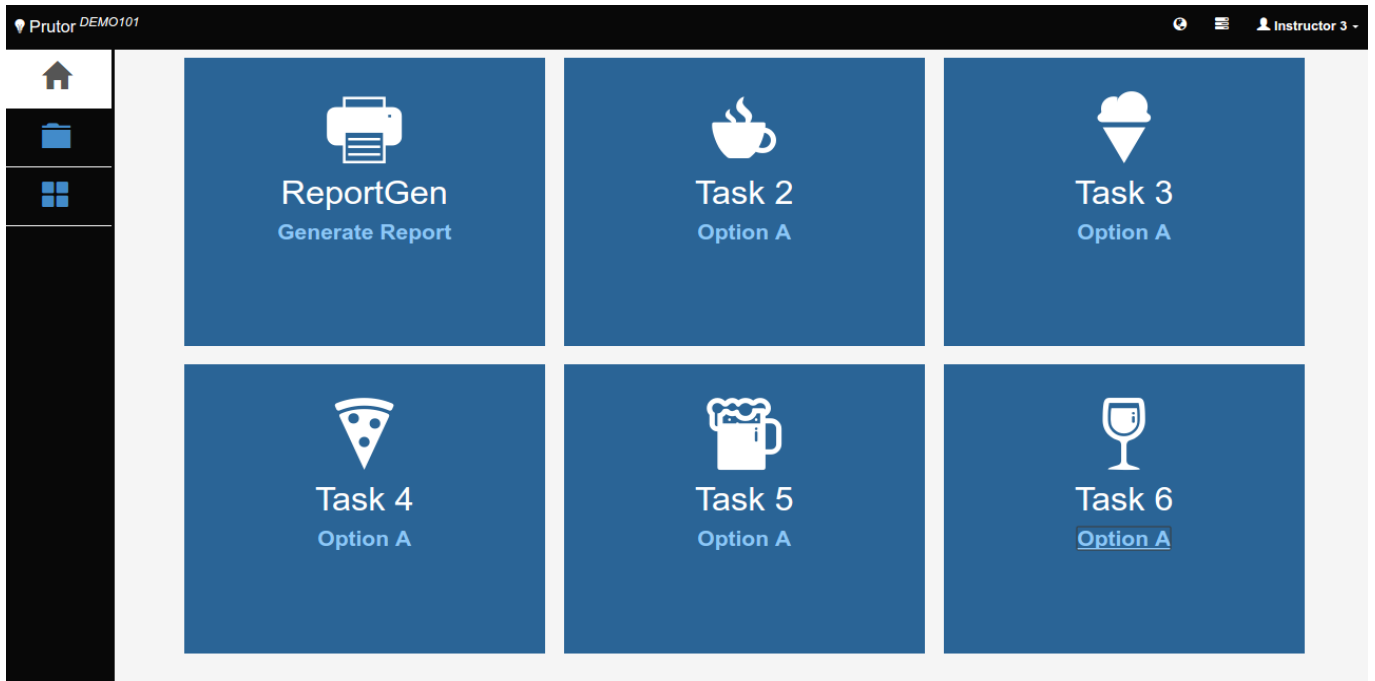 Prutor DEMO101
Instructor 3
ReportGen
Generate Report
Task 2
Option A
Task 3
Option A
Task 4
Option A
Task 5
Option A
Task 6
Option A